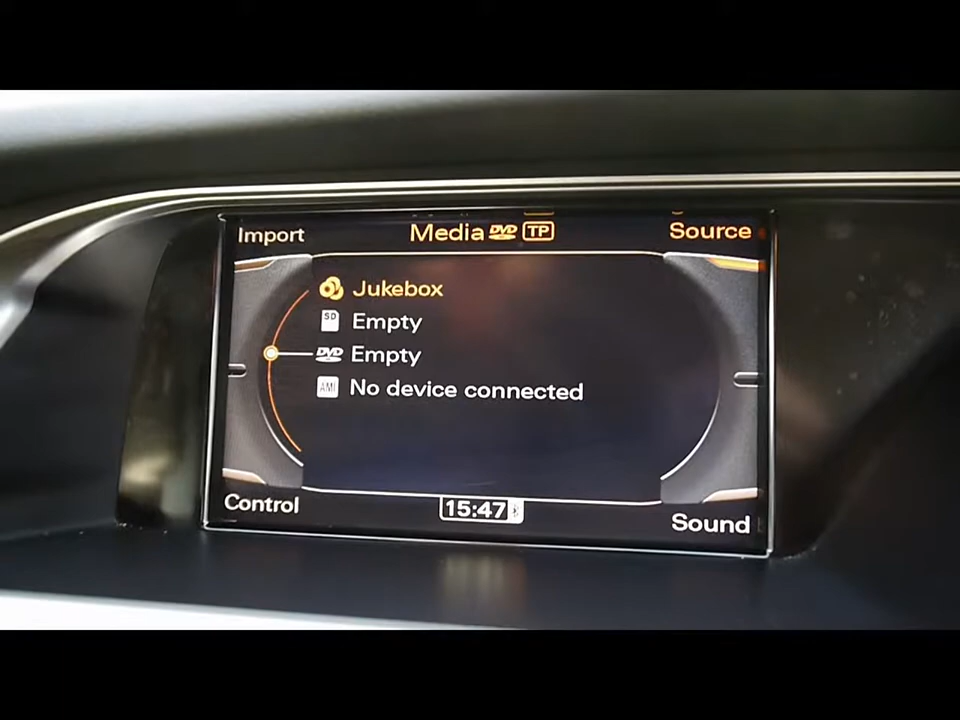 Import Media DVD TP Source
Jukebox
SD Empty
DVD Empty
AMI No device connected
Control 15:47 Sound